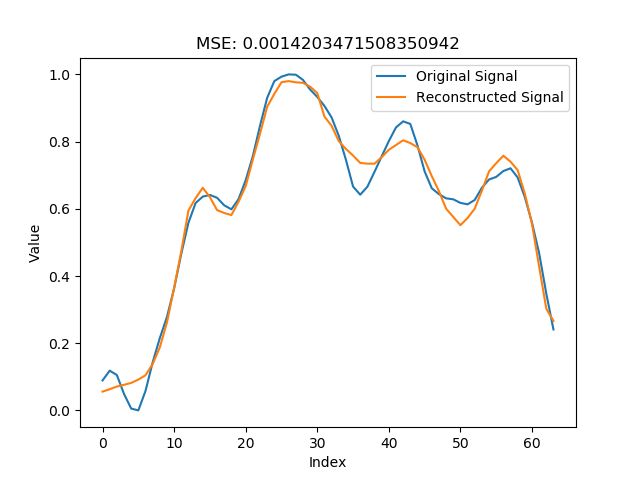 MSE: 0.0014203471508350942
Original Signal
Reconstructed Signal
1.0
0.8
0.6
0.4
0.2
0.0
Value
0 10 20 30 40 50 60
Index